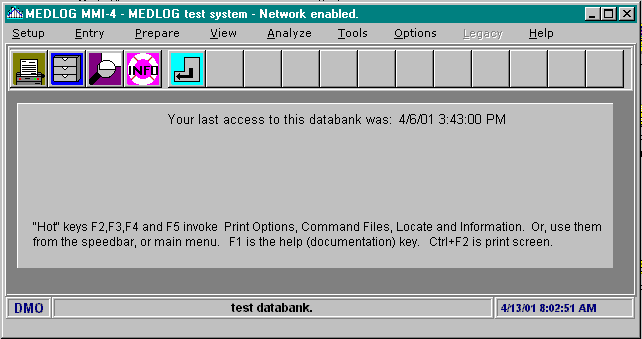 MEDLOG MMI-4 - MEDLOG test system - Network enabled.
Setup Entry Prepare View Analyze Tools Options Legacy Help
INFO
Your last access to this databank was: 4/6/01 3:43:00 PM
"Hot" keys F2,F3,F4 and F5 invoke Print Options, Command Files, Locate and Information. Or, use them
from the speedbar, or main menu. F1 is the help (documentation) key. Ctrl+F2 is print screen.
DMO test databank. 4/13/01 8:02:51 AM